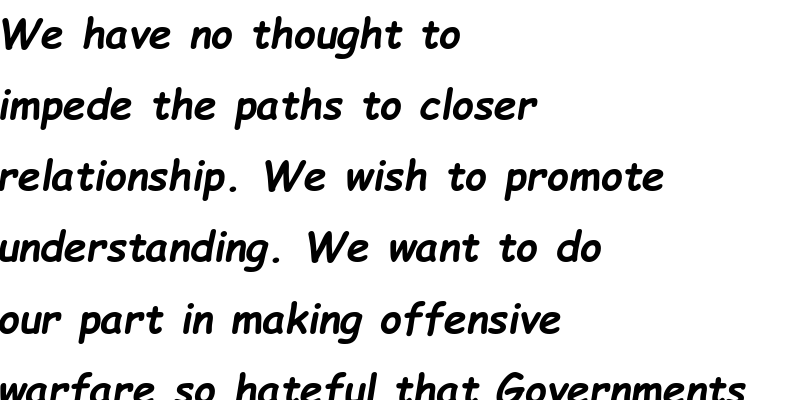 We have no thought to
impede the paths to closer
relationship. We wish to promote
understanding. We want to do
our part in making offensive
warfare so hateful that Governments